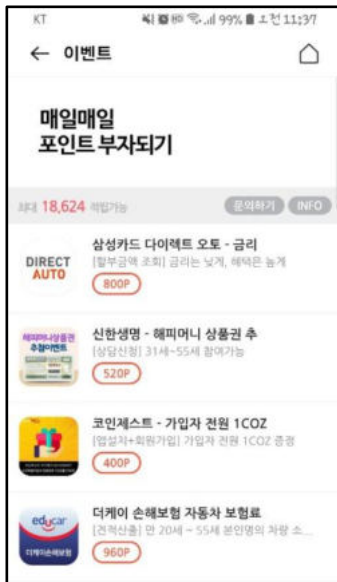 KT 99% 오전 11:37
← 이벤트
매일매일
포인트 부자되기
최대 18,624 적립가능 문의하기 INFO
DIRECT
AUTO
삼성카드 다이렉트 오토 - 금리
[할부금액 조회] 금리는 낮게, 혜택은 높게
800P
해피머니상품권
추첨이벤트
신한생명 - 해피머니 상품권 추
[상담신청] 31세~55세 참여가능
520P
코인제스트 - 가입자 전원 1COZ
[앱설치+회원가입] 가입자 전원 1COZ 증정
400P
educar
더케이손해보험
더케이 손해보험 자동차 보험료
[견적산출] 만 20세 ~ 55세 본인명의 차량 소...
960P